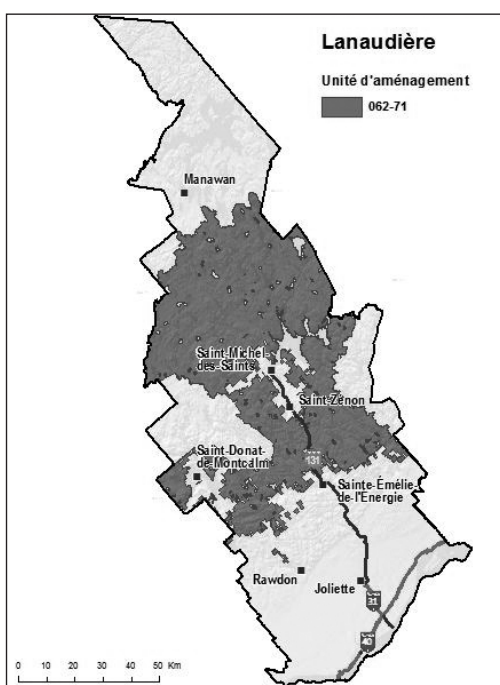 Lanaudière
Unité d'aménagement
062-71
Manawan
Saint-Michel-
des-Saints
Saint-Zénon
Saint-Donat-
de-Montcalm
131
Sainte-Émélie-
de-l'Energie
Rawdon
Joliette
31
40
0 10 20 30 40 50 Km